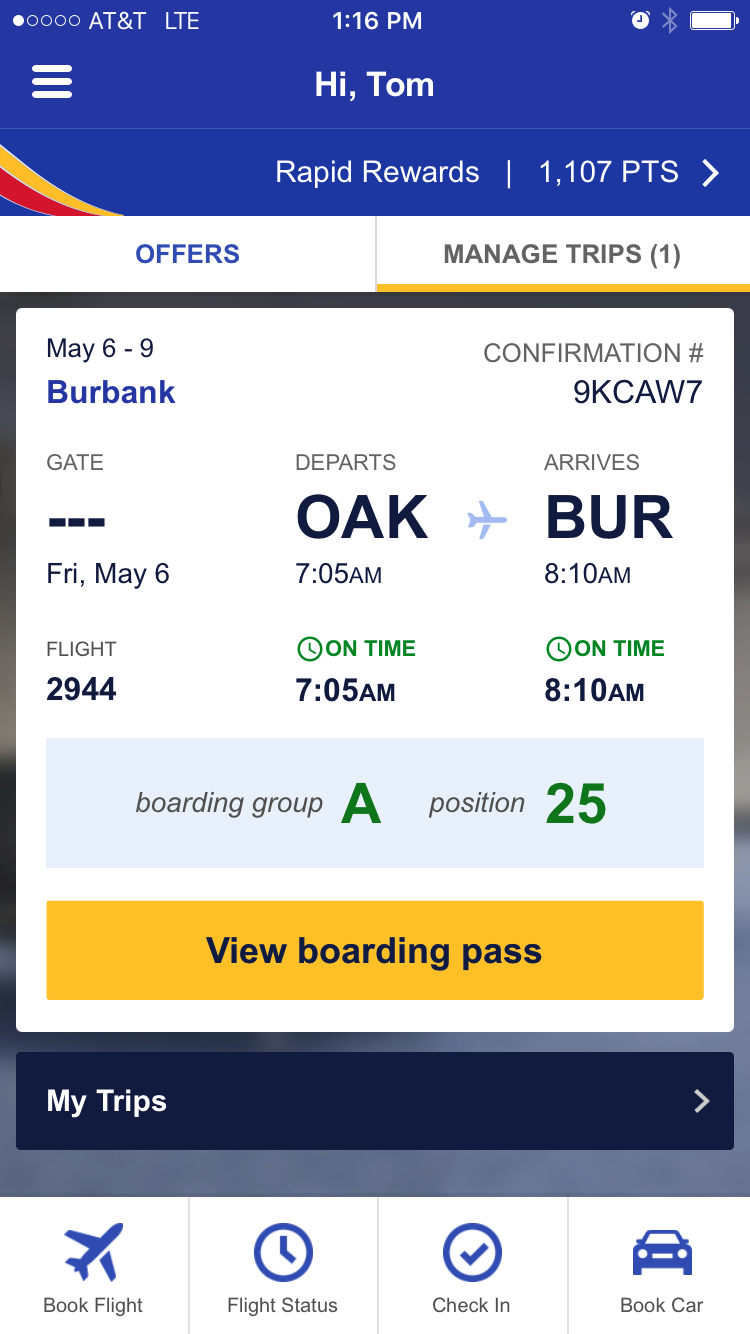 AT&T LTE 1:16 PM
Hi, Tom
Rapid Rewards | 1,107 PTS
OFFERS MANAGE TRIPS (1)
May 6 - 9 CONFIRMATION #
Burbank 9KCAW7
GATE DEPARTS ARRIVES
--- OAK BUR
Fri, May 6 7:05AM 8:10AM
FLIGHT ON TIME ON TIME
2944 7:05AM 8:10AM
boarding group A position 25
View boarding pass
My Trips
Book Flight Flight Status Check In Book Car